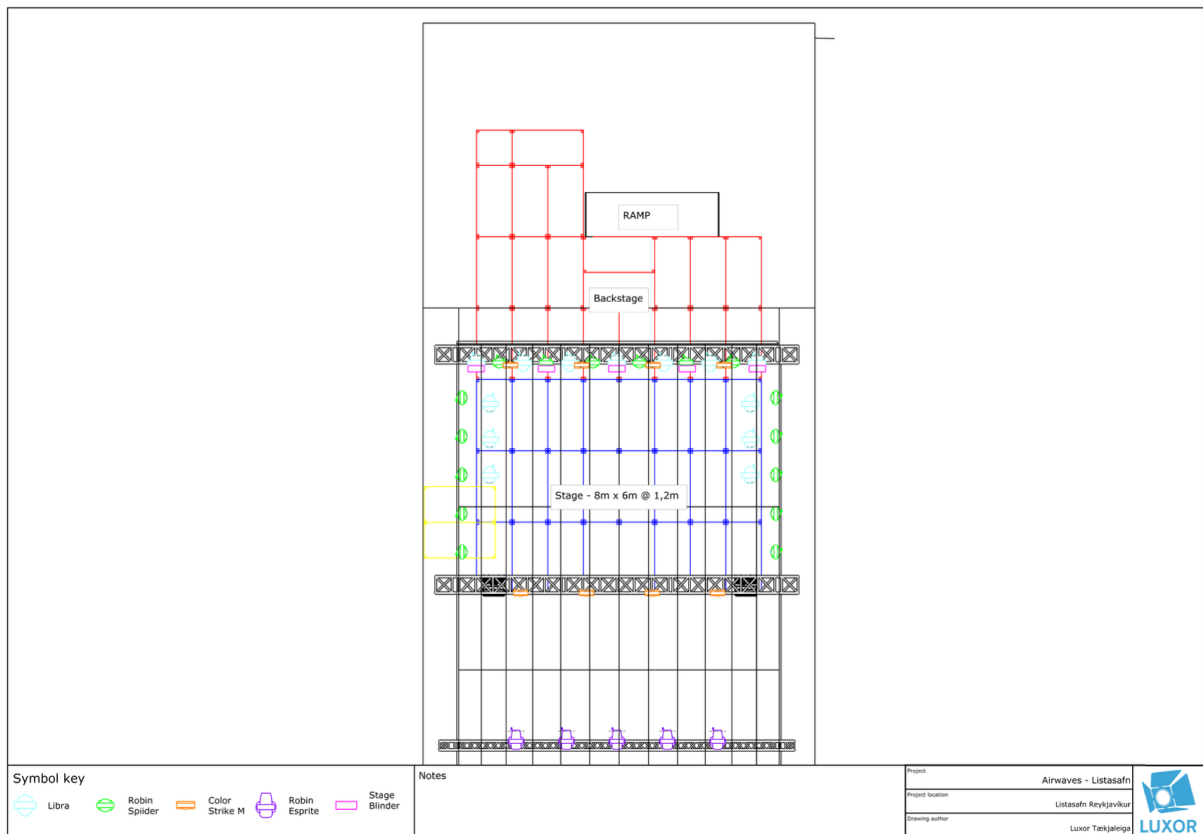 RAMP
Backstage
Stage - 8m x 6m @ 1,2m
Symbol key
Libra
Robin
Spiider
Color
Strike M
Robin
Esprite
Stage
Blinder
Notes
Project
Airwaves - Listasafn
Project location
Listasafn Reykjavíkur
Drawing author
Luxor Tækjaleiga
LUXOR